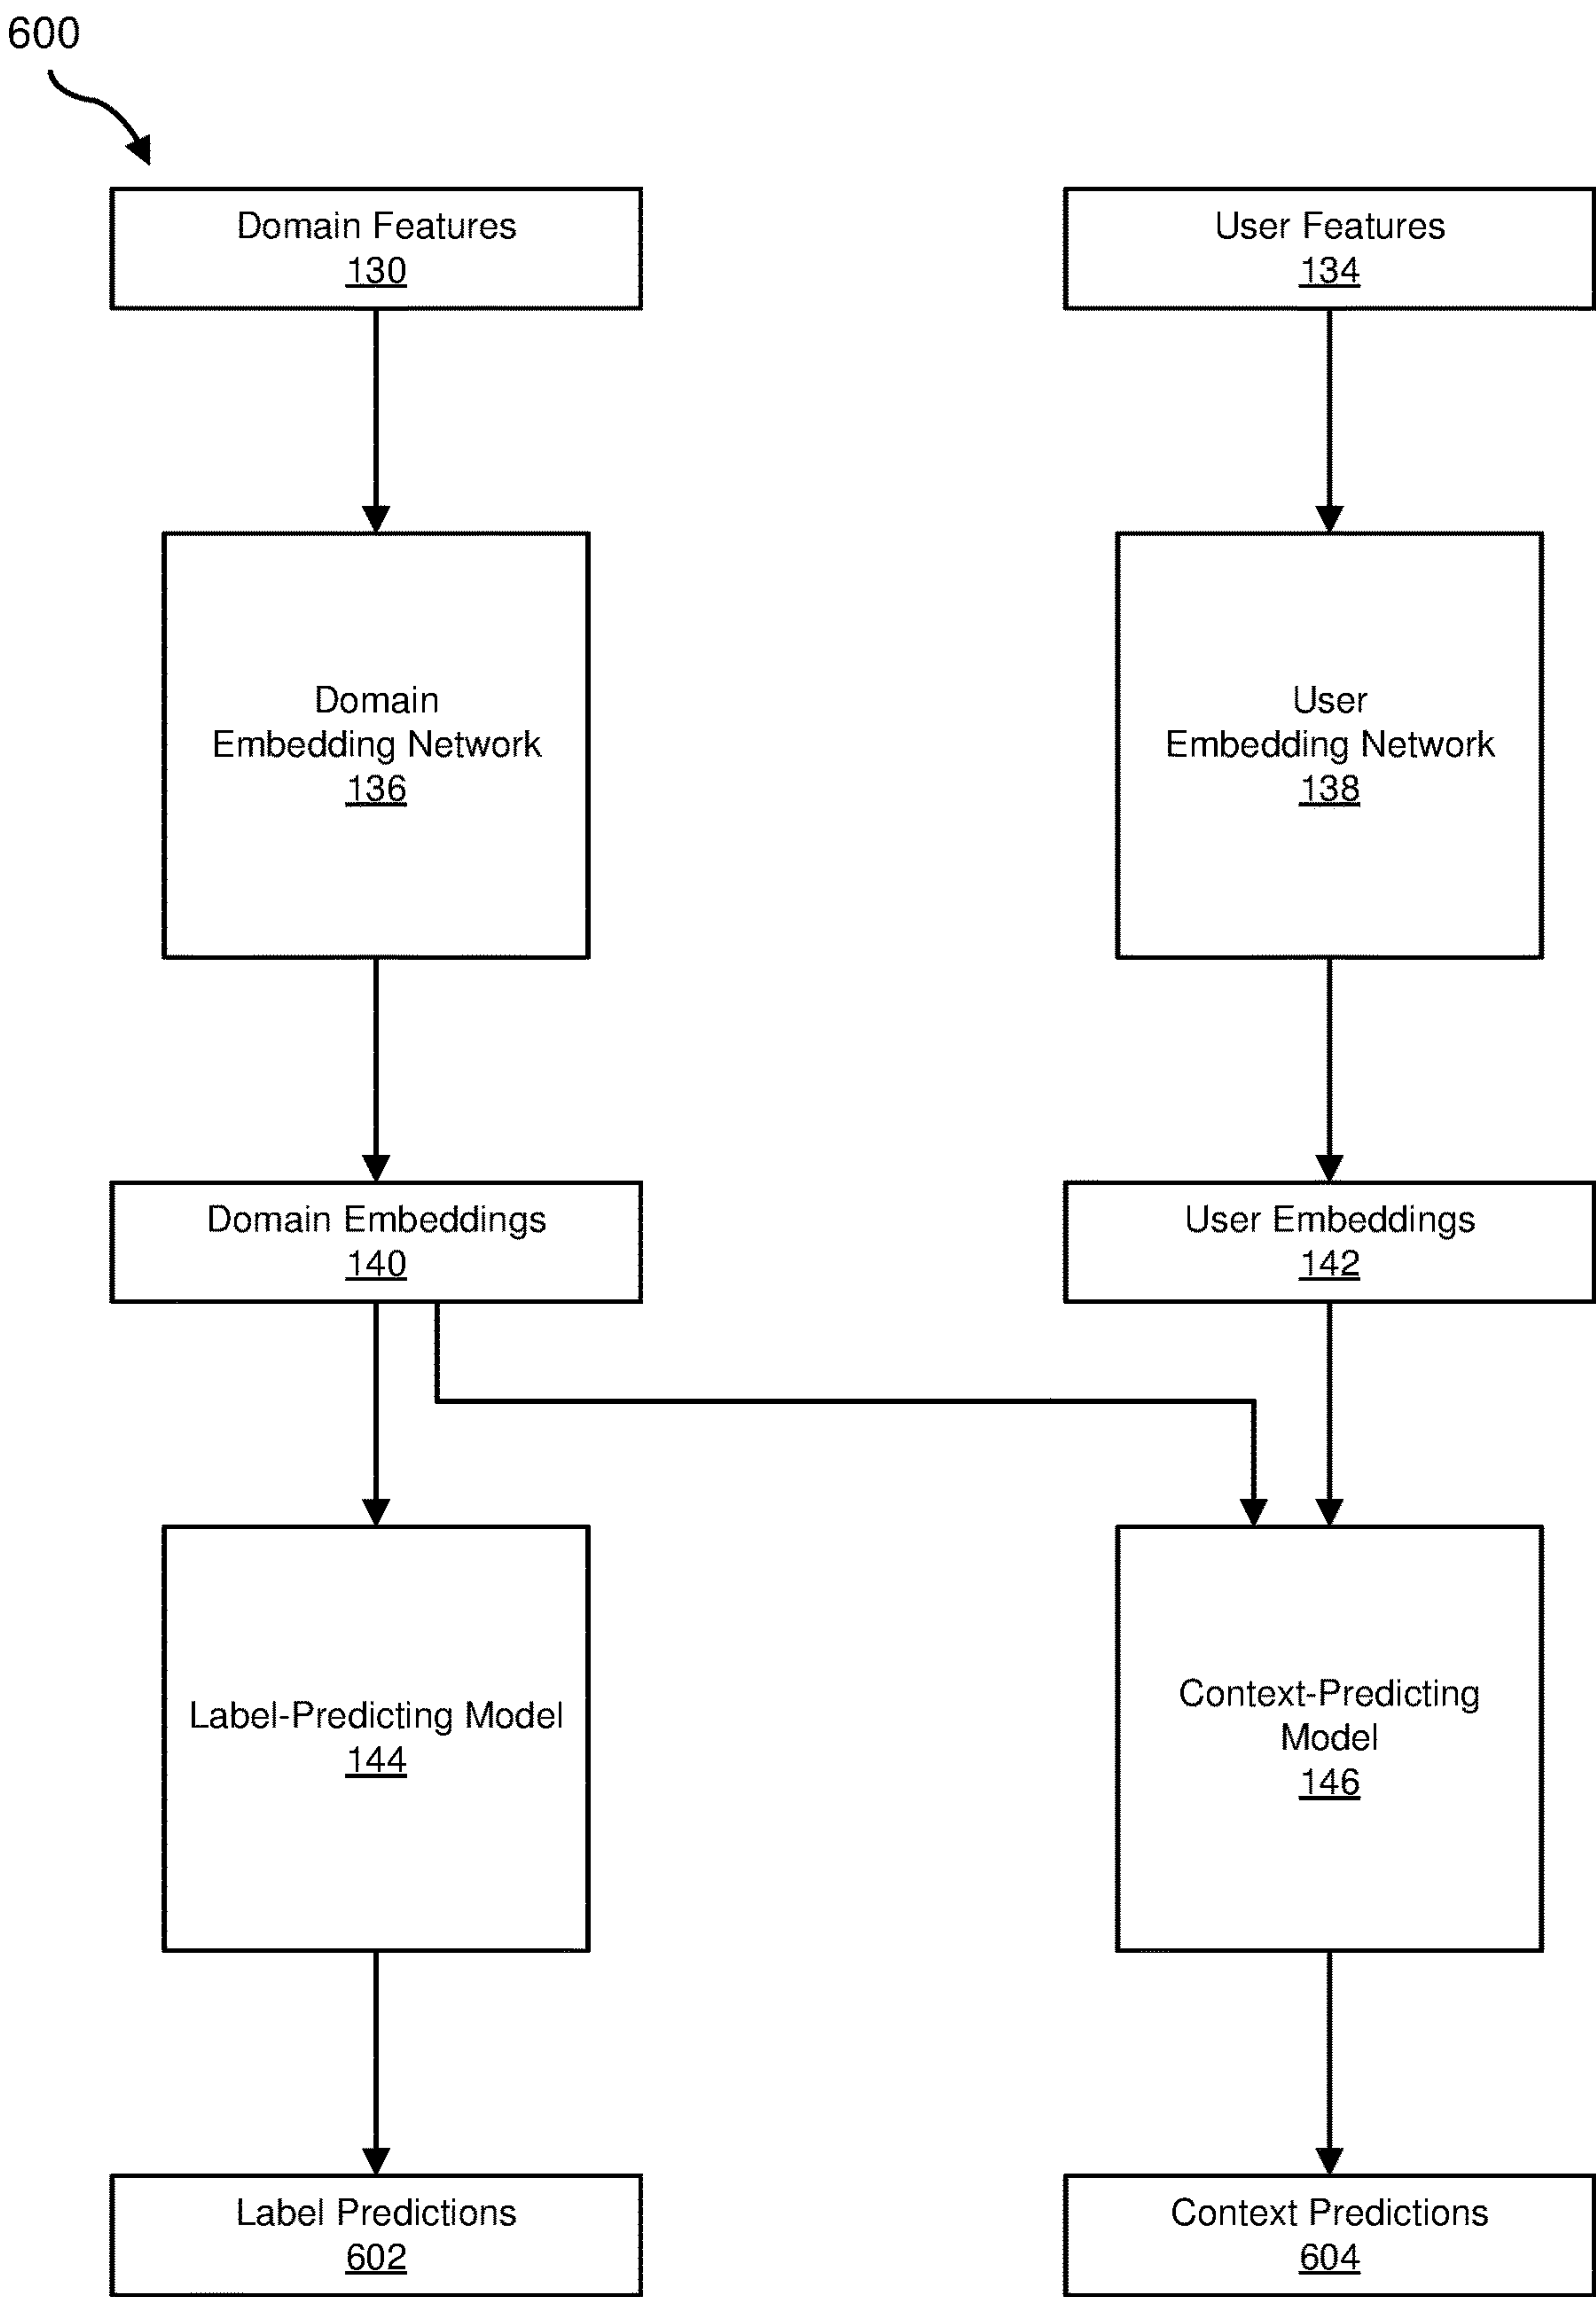 600
Domain Features
130
User Features
134
Domain
Embedding Network
136
User
Embedding Network
138
Domain Embeddings
140
User Embeddings
142
Label-Predicting Model
144
Context-Predicting
Model
146
Label Predictions
602
Context Predictions
604